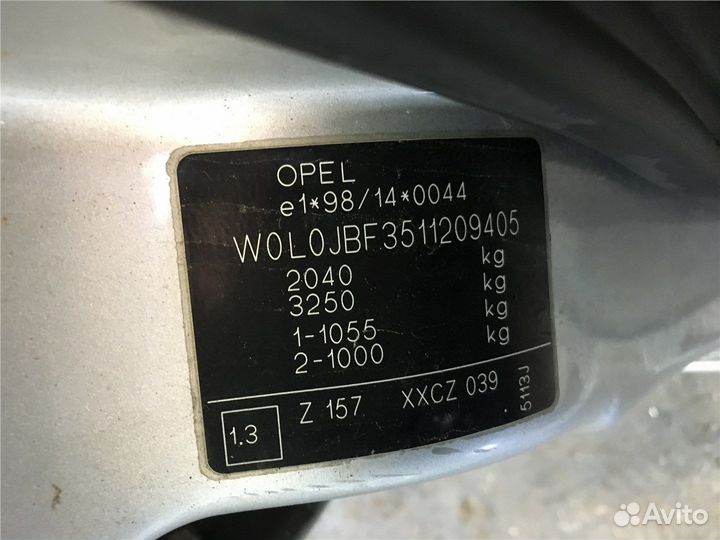 OPEL
e1*98/14*0044
W0L0JBF3511209405
2040 kg
3250 kg
1-1055 kg
2-1000 kg
1.3 Z 157 XXCZ 039 5113J
Avito